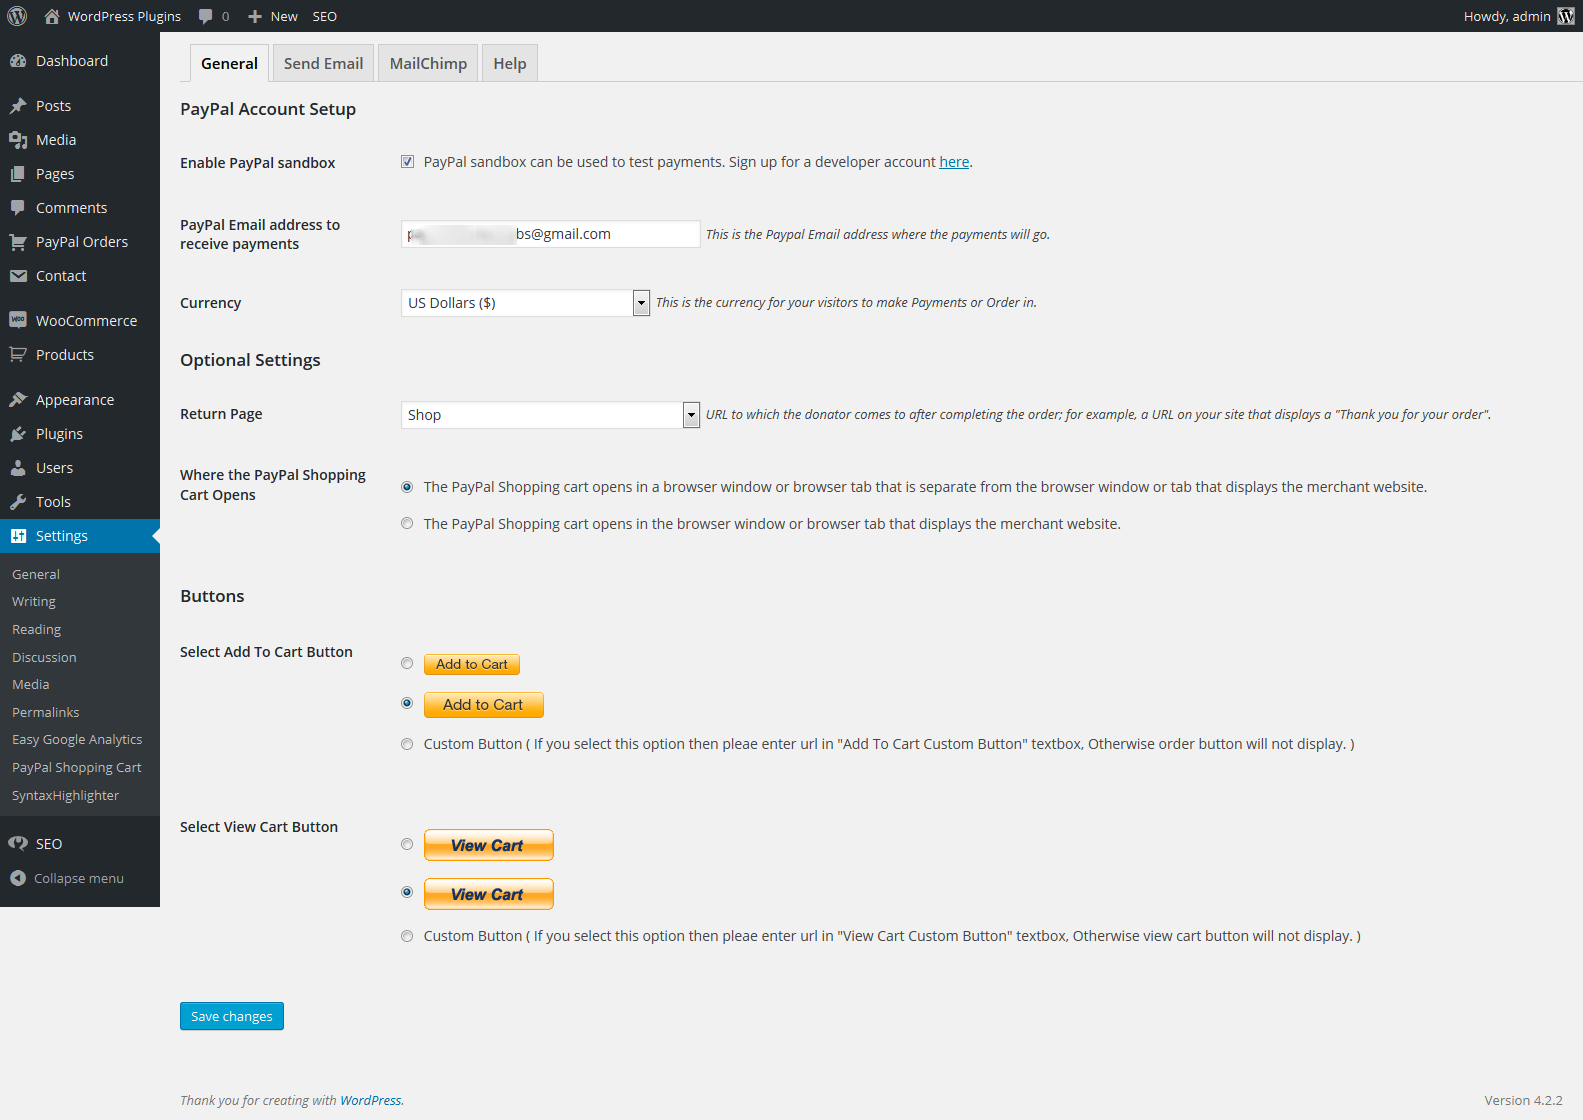 WordPress Plugins 0 New SEO Howdy, admin
Dashboard
Posts
Media
Pages
Comments
PayPal Orders
Contact
WooCommerce
Products
Appearance
Plugins
Users
Tools
Settings
General
Writing
Reading
Discussion
Media
Permalinks
Easy Google Analytics
PayPal Shopping Cart
SyntaxHighlighter
SEO
Collapse menu
General Send Email MailChimp Help
PayPal Account Setup
Enable PayPal sandbox PayPal sandbox can be used to test payments. Sign up for a developer account here.
PayPal Email address to
receive payments
bs@gmail.com This is the Paypal Email address where the payments will go.
Currency US Dollars ($) This is the currency for your visitors to make Payments or Order in.
Optional Settings
Return Page Shop URL to which the donator comes to after completing the order; for example, a URL on your site that displays a "Thank you for your order".
Where the PayPal Shopping
Cart Opens
The PayPal Shopping cart opens in a browser window or browser tab that is separate from the browser window or tab that displays the merchant website.
The PayPal Shopping cart opens in the browser window or browser tab that displays the merchant website.
Buttons
Select Add To Cart Button
Add to Cart
Add to Cart
Custom Button ( If you select this option then pleae enter url in "Add To Cart Custom Button" textbox, Otherwise order button will not display. )
Select View Cart Button
View Cart
View Cart
Custom Button ( If you select this option then pleae enter url in "View Cart Custom Button" textbox, Otherwise view cart button will not display. )
Save changes
Thank you for creating with WordPress. Version 4.2.2